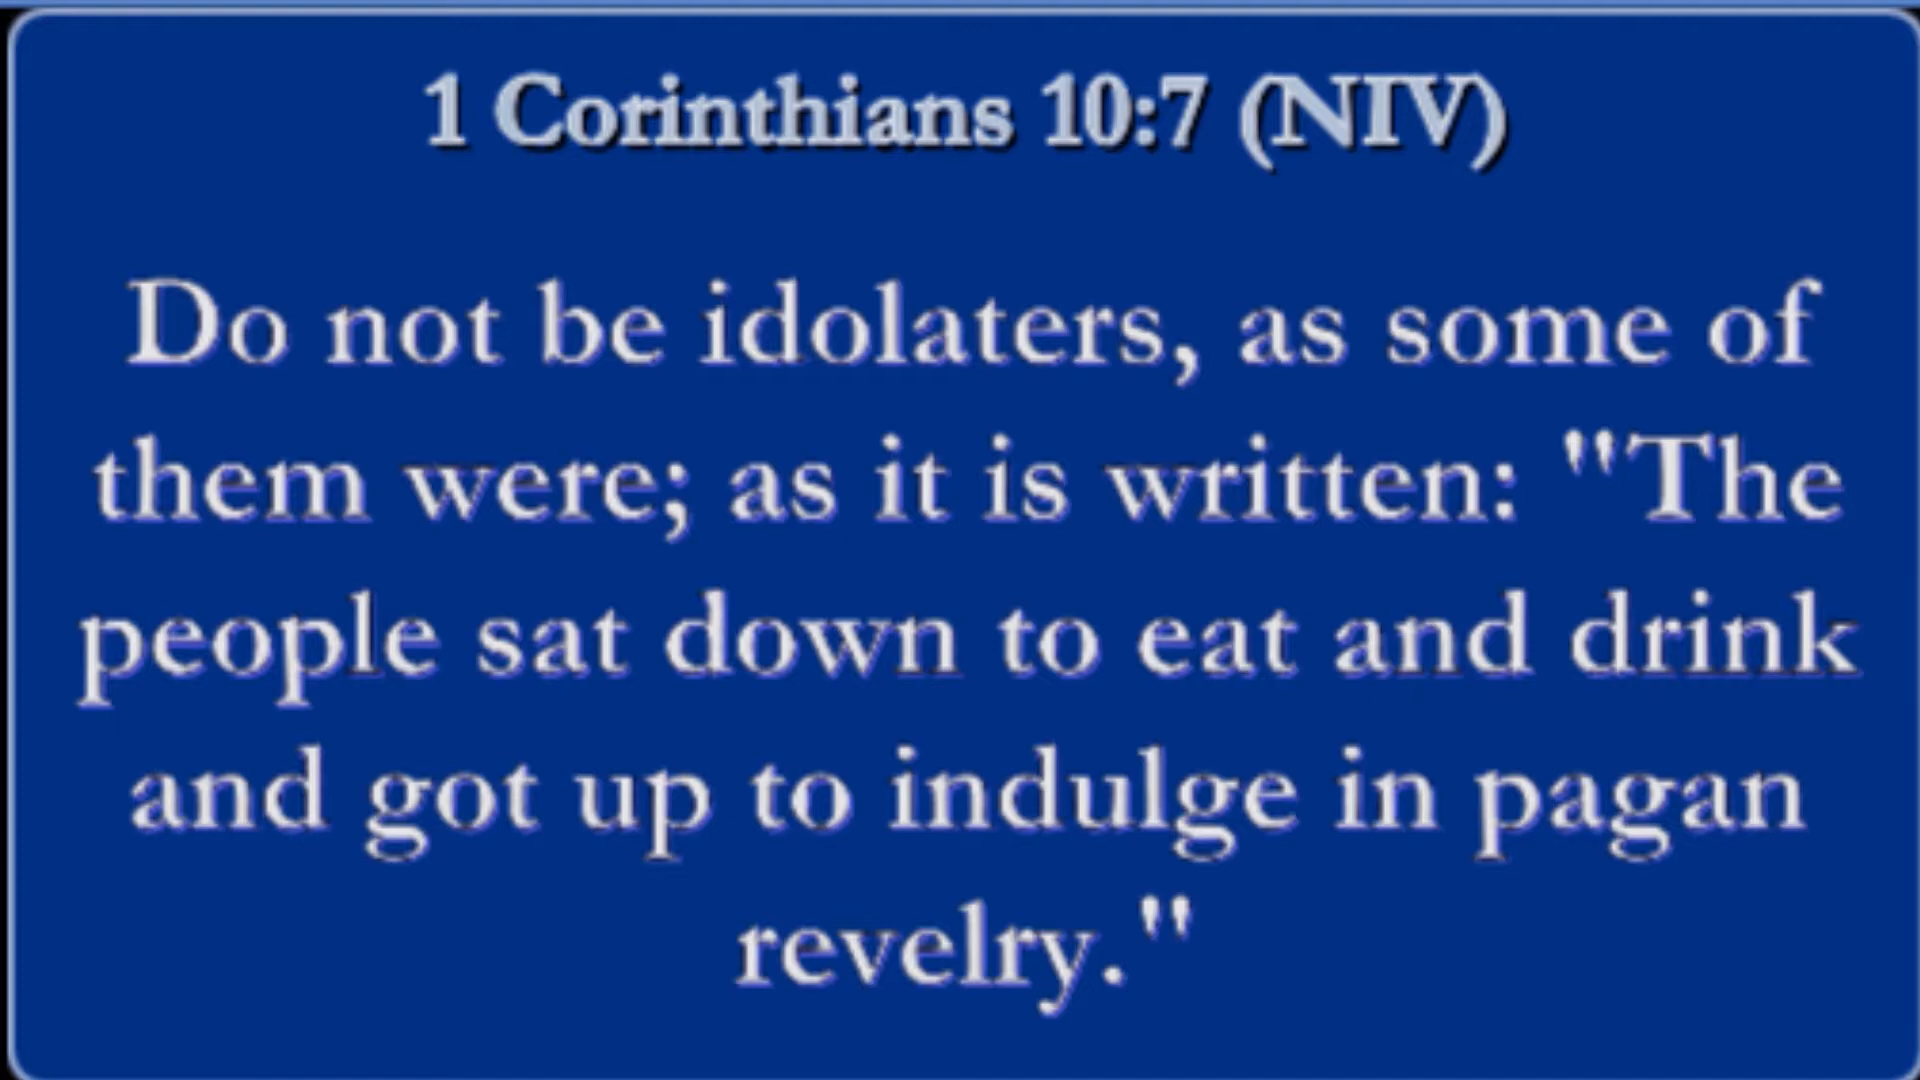 1 Corinthians 10:7 (NIV)
Do not be idolaters, as some of
them were; as it is written: "The
people sat down to eat and drink
and got up to indulge in pagan
revelry."